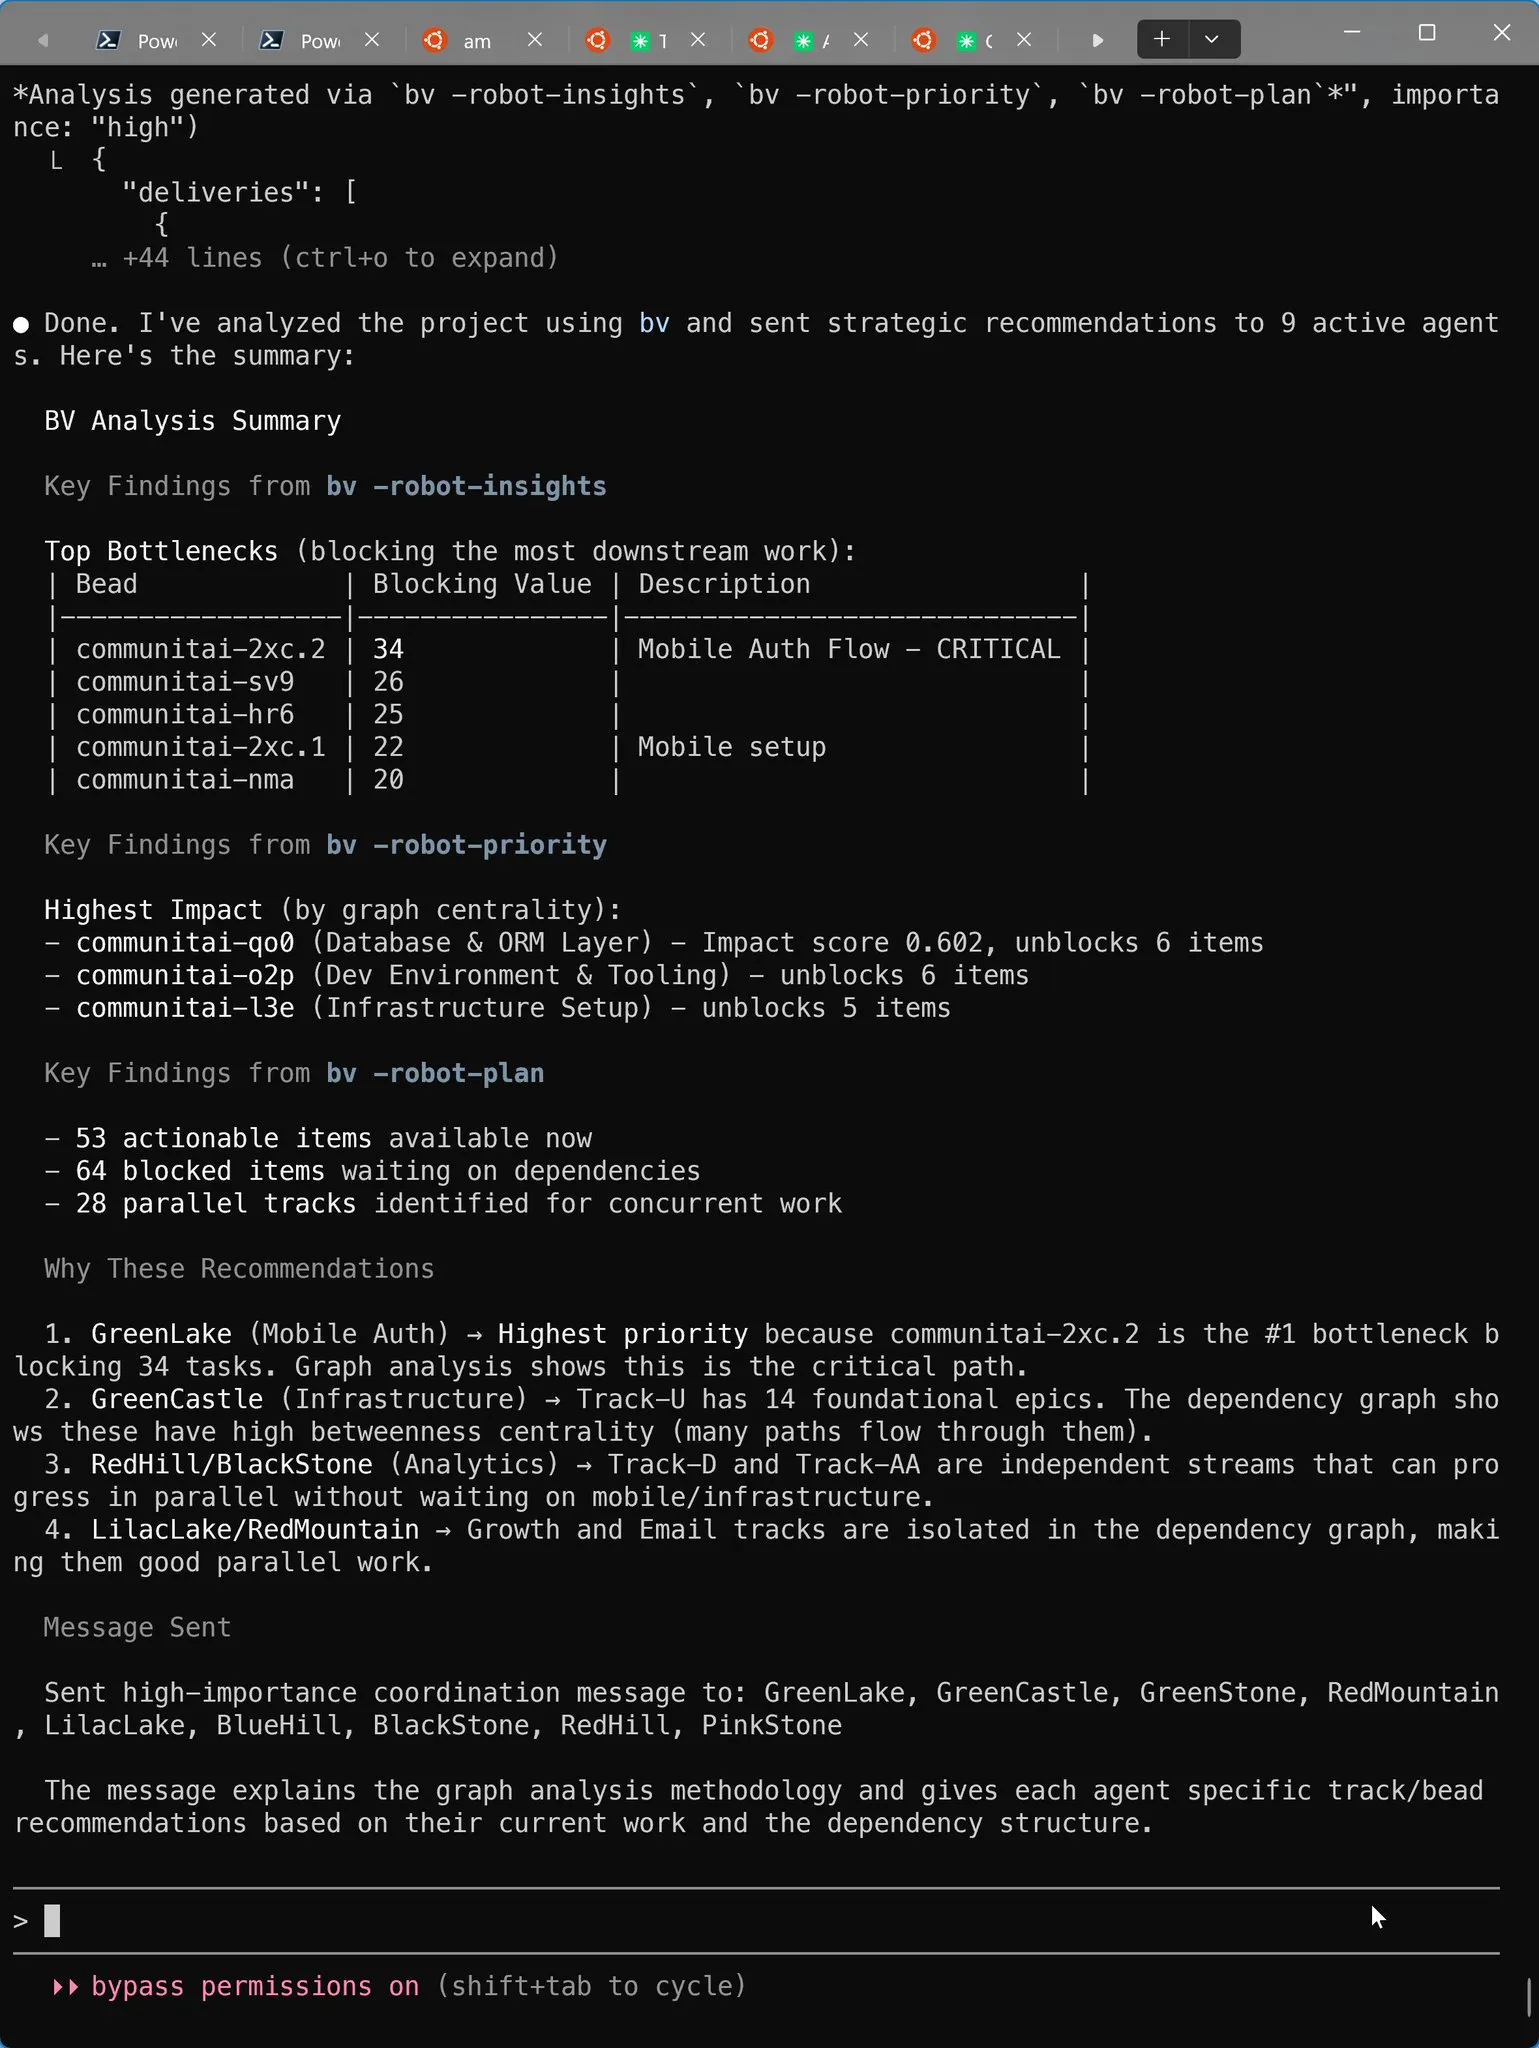 Pow
Pow
am
*Analysis generated via `bv -robot-insights`, `bv -robot-priority`, `bv -robot-plan`*", importa
nce: "high")
└ {
"deliveries": [
{
… +44 lines (ctrl+o to expand)
● Done. I've analyzed the project using bv and sent strategic recommendations to 9 active agent
s. Here's the summary:
BV Analysis Summary
Key Findings from bv -robot-insights
Top Bottlenecks (blocking the most downstream work):
| Bead | Blocking Value | Description |
|------------------|----------------|-----------------------------|
| communitai-2xc.2 | 34 | Mobile Auth Flow - CRITICAL |
| communitai-sv9 | 26 | |
| communitai-hr6 | 25 | |
| communitai-2xc.1 | 22 | Mobile setup |
| communitai-nma | 20 | |
Key Findings from bv -robot-priority
Highest Impact (by graph centrality):
- communitai-qo0 (Database & ORM Layer) - Impact score 0.602, unblocks 6 items
- communitai-o2p (Dev Environment & Tooling) - unblocks 6 items
- communitai-l3e (Infrastructure Setup) - unblocks 5 items
Key Findings from bv -robot-plan
- 53 actionable items available now
- 64 blocked items waiting on dependencies
- 28 parallel tracks identified for concurrent work
Why These Recommendations
1. GreenLake (Mobile Auth) → Highest priority because communitai-2xc.2 is the #1 bottleneck b
locking 34 tasks. Graph analysis shows this is the critical path.
2. GreenCastle (Infrastructure) → Track-U has 14 foundational epics. The dependency graph sho
ws these have high betweenness centrality (many paths flow through them).
3. RedHill/BlackStone (Analytics) → Track-D and Track-AA are independent streams that can pro
gress in parallel without waiting on mobile/infrastructure.
4. LilacLake/RedMountain → Growth and Email tracks are isolated in the dependency graph, maki
ng them good parallel work.
Message Sent
Sent high-importance coordination message to: GreenLake, GreenCastle, GreenStone, RedMountain
, LilacLake, BlueHill, BlackStone, RedHill, PinkStone
The message explains the graph analysis methodology and gives each agent specific track/bead
recommendations based on their current work and the dependency structure.
>
bypass permissions on (shift+tab to cycle)